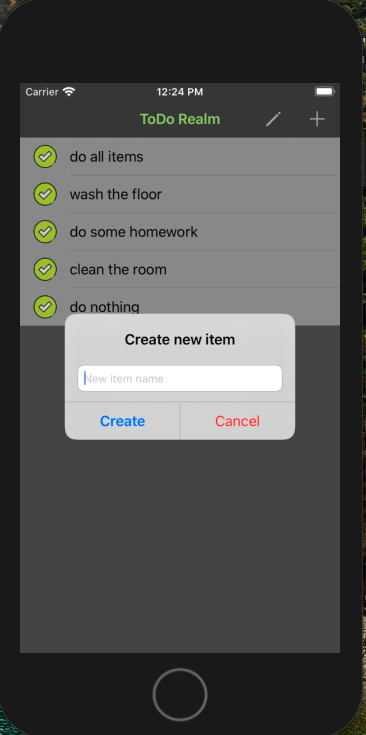 Carrier 12:24 PM
ToDo Realm
do all items
wash the floor
do some homework
clean the room
do nothing
Create new item
New item name
Create Cancel